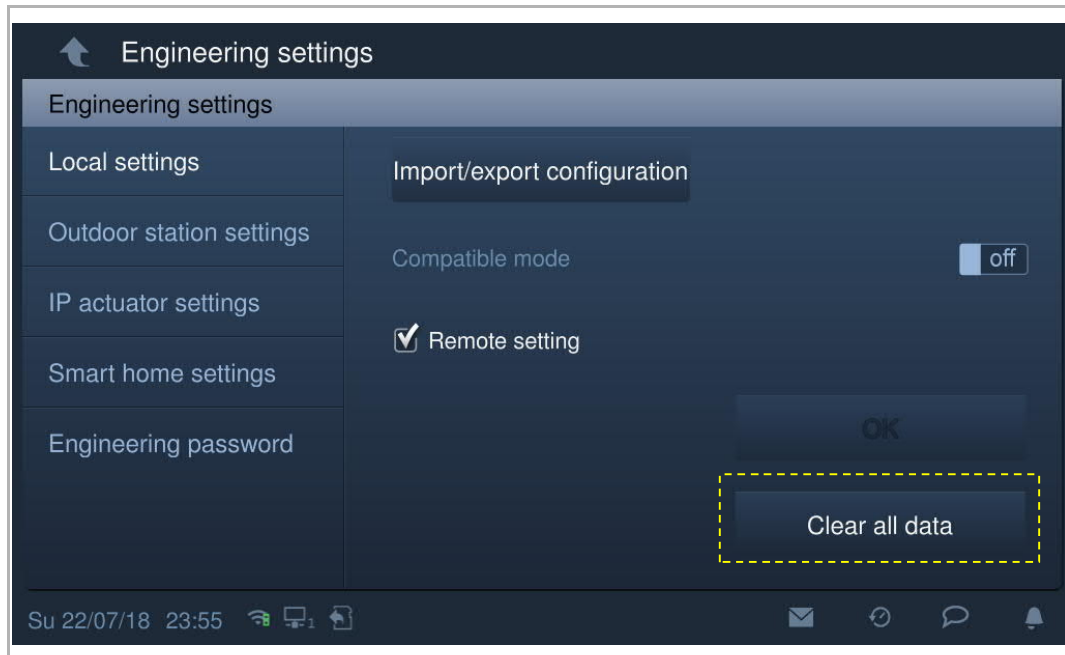 Engineering settings
Engineering settings
Local settings
Import/export configuration
Outdoor station settings
Compatible mode
off
IP actuator settings
Remote setting
Smart home settings
OK
Engineering password
Clear all data
Su 22/07/18 23:55
1